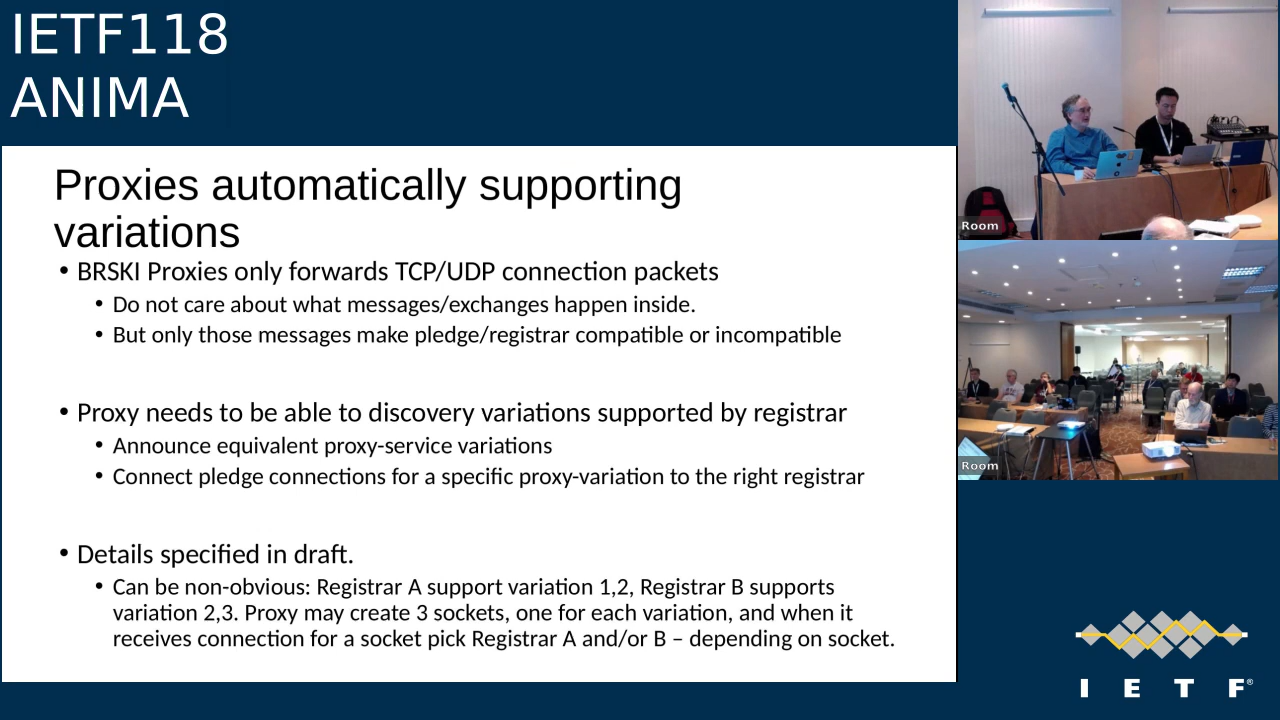 IETF118
ANIMA
Proxies automatically supporting
variations
• BRSKI Proxies only forwards TCP/UDP connection packets
• Do not care about what messages/exchanges happen inside.
• But only those messages make pledge/registrar compatible or incompatible
• Proxy needs to be able to discovery variations supported by registrar
• Announce equivalent proxy-service variations
• Connect pledge connections for a specific proxy-variation to the right registrar
• Details specified in draft.
• Can be non-obvious: Registrar A support variation 1,2, Registrar B supports
variation 2,3. Proxy may create 3 sockets, one for each variation, and when it
receives connection for a socket pick Registrar A and/or B – depending on socket.
Room
Room
I E T F®